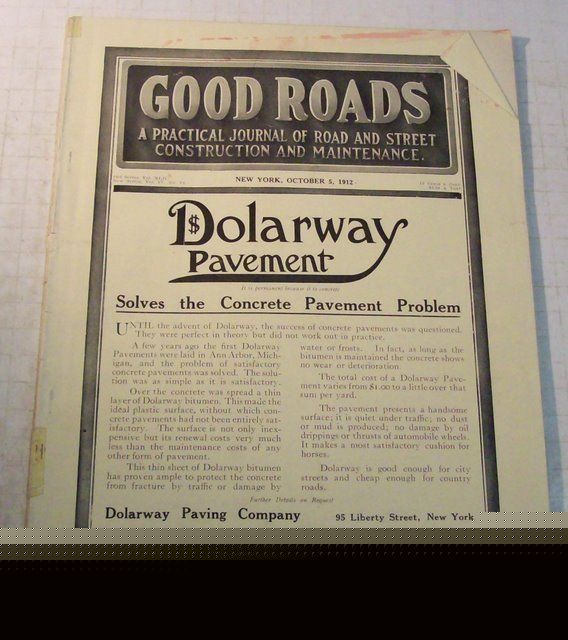 GOOD ROADS
A PRACTICAL JOURNAL OF ROAD AND STREET
CONSTRUCTION AND MAINTENANCE.
NEW YORK, OCTOBER 5, 1912.
$
Dolarway
Pavement
It is permanent because it is concrete
Solves the Concrete Pavement Problem
UNTIL the advent of Dolarway, the success of concrete pavements was questioned.
They were perfect in theory but did not work out in practice.
A few years ago the first Dolarway
Pavements were laid in Ann Arbor, Mich-
igan, and the problem of satisfactory
concrete pavements was solved. The solu-
tion was as simple as it is satisfactory.
Over the concrete was spread a thin
layer of Dolarway bitumen. This made the
ideal plastic surface, without which con-
crete pavements had not been entirely sat-
isfactory. The surface is not only inex-
pensive but its renewal costs very much
less than the maintenance costs of any
other form of pavement.
This thin sheet of Dolarway bitumen
has proven ample to protect the concrete
from fracture by traffic or damage by
water or frosts. In fact, as long as the
bitumen is maintained the concrete shows
no wear or deterioration.
The total cost of a Dolarway Pave-
ment varies from $1.00 to a little over that
sum per yard.
The pavement presents a handsome
surface; it is quiet under traffic; no dust
or mud is produced; no damage by oil
drippings or thrusts of automobile wheels.
It makes a most satisfactory cushion for
horses.
Dolarway is good enough for city
streets and cheap enough for country
roads.
Further Details on Request
Dolarway Paving Company 95 Liberty Street, New York